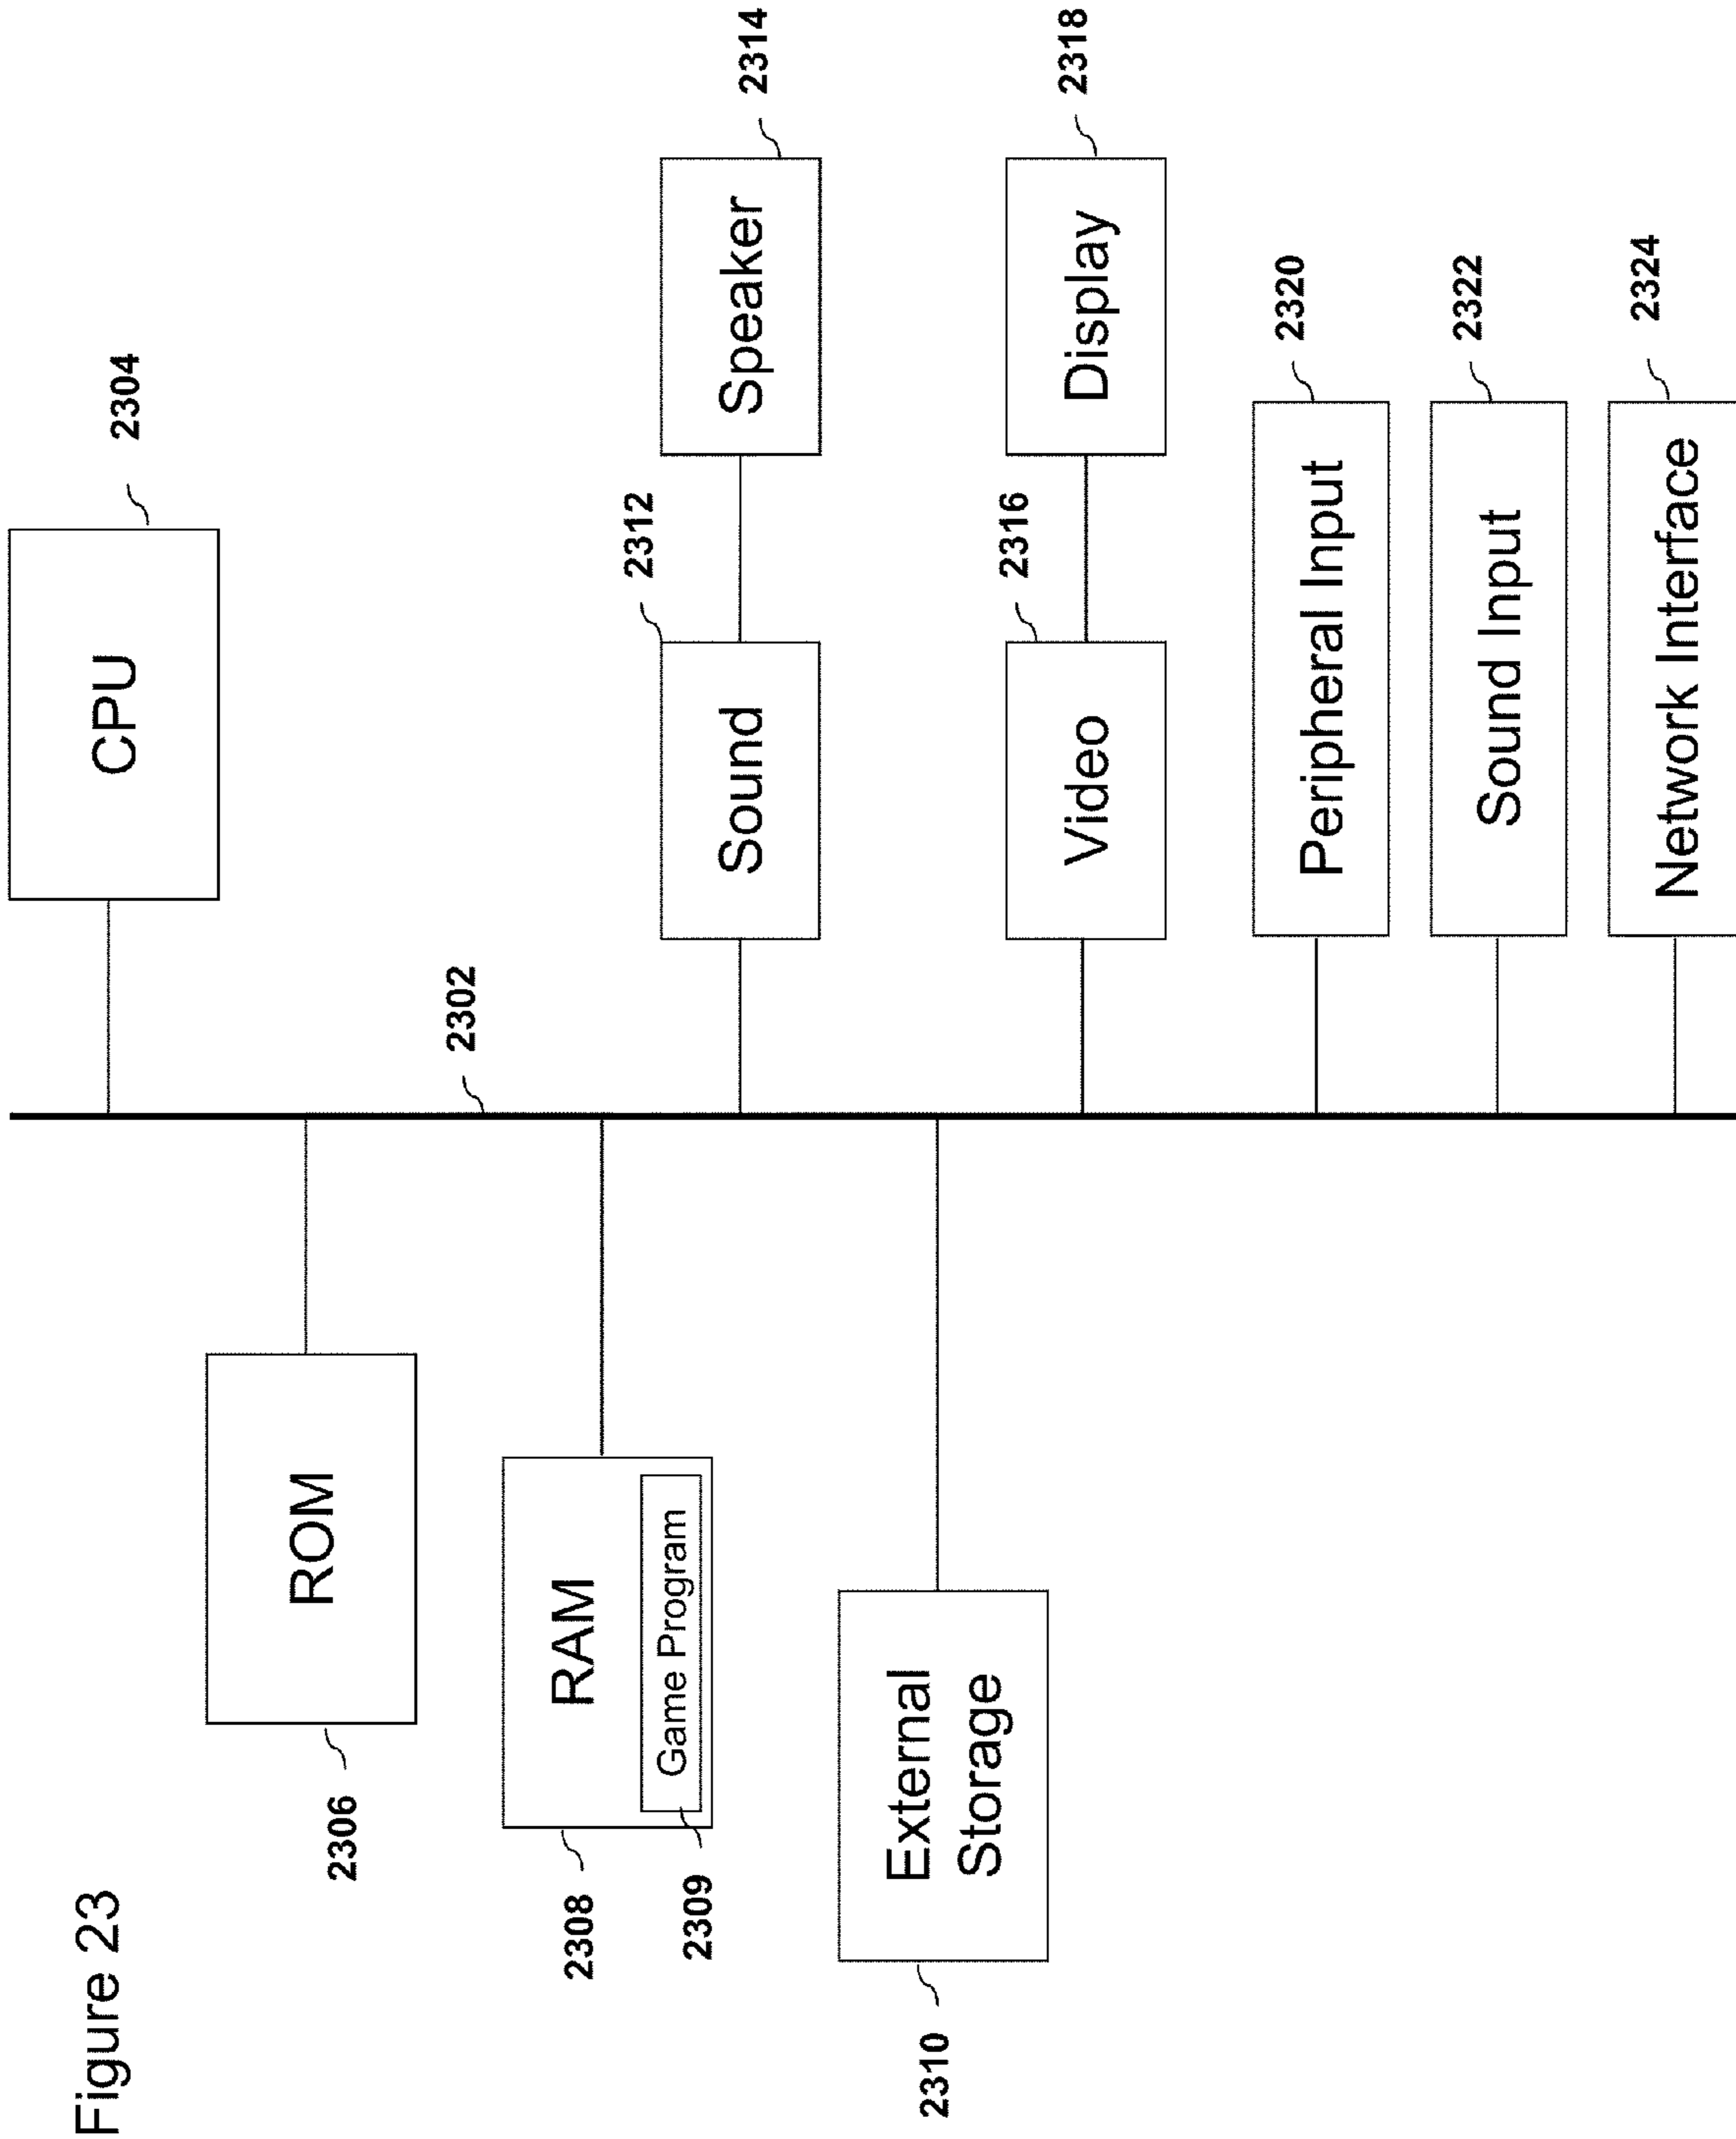 Figure 23
CPU
2304
ROM
2306
2302
RAM
2308
Game Program
2309
Sound
2312
Speaker
2314
External
Storage
2310
Video
2316
Display
2318
Peripheral Input
2320
Sound Input
2322
Network Interface
2324